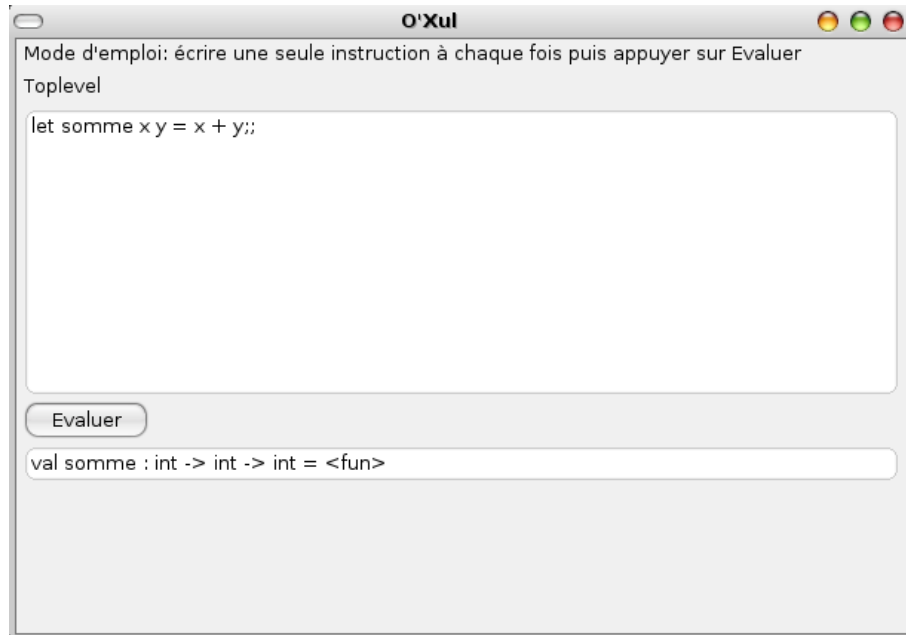 O'Xul
Mode d'emploi: écrire une seule instruction à chaque fois puis appuyer sur Evaluer
Toplevel
let somme x y = x + y;;
Evaluer
val somme : int -> int -> int = <fun>